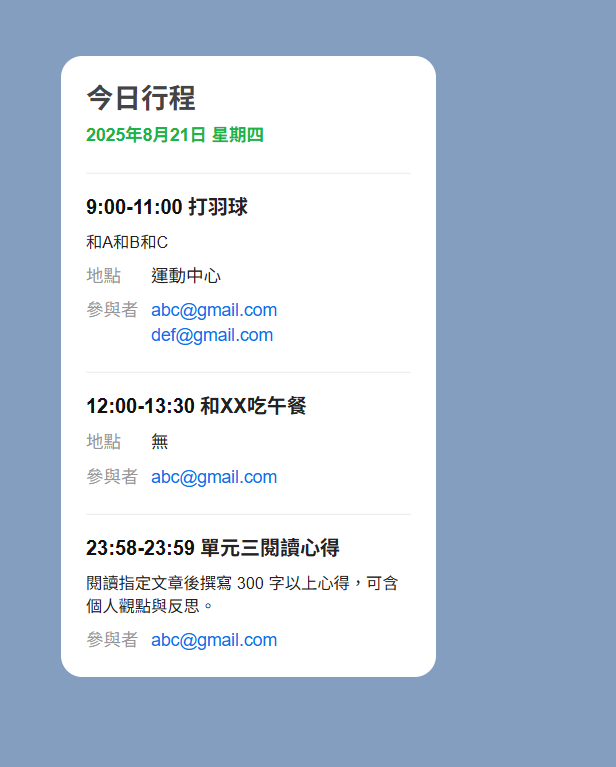 今日行程
2025年8月21日 星期四
9:00-11:00 打羽球
和A和B和C
地點 運動中心
參與者 abc@gmail.com
def@gmail.com
12:00-13:30 和XX吃午餐
地點 無
參與者 abc@gmail.com
23:58-23:59 單元三閱讀心得
閱讀指定文章後撰寫 300 字以上心得，可含
個人觀點與反思。
參與者 abc@gmail.com